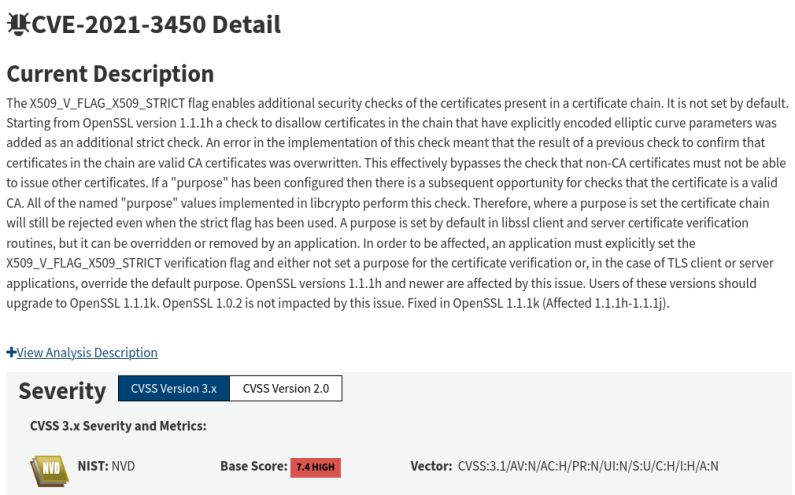 CVE-2021-3450 Detail
Current Description
The X509_V_FLAG_X509_STRICT flag enables additional security checks of the certificates present in a certificate chain. It is not set by default.
Starting from OpenSSL version 1.1.1h a check to disallow certificates in the chain that have explicitly encoded elliptic curve parameters was
added as an additional strict check. An error in the implementation of this check meant that the result of a previous check to confirm that
certificates in the chain are valid CA certificates was overwritten. This effectively bypasses the check that non-CA certificates must not be able
to issue other certificates. If a "purpose" has been configured then there is a subsequent opportunity for checks that the certificate is a valid
CA. All of the named "purpose" values implemented in libcrypto perform this check. Therefore, where a purpose is set the certificate chain
will still be rejected even when the strict flag has been used. A purpose is set by default in libssl client and server certificate verification
routines, but it can be overridden or removed by an application. In order to be affected, an application must explicitly set the
X509_V_FLAG_X509_STRICT verification flag and either not set a purpose for the certificate verification or, in the case of TLS client or server
applications, override the default purpose. OpenSSL versions 1.1.1h and newer are affected by this issue. Users of these versions should
upgrade to OpenSSL 1.1.1k. OpenSSL 1.0.2 is not impacted by this issue. Fixed in OpenSSL 1.1.1k (Affected 1.1.1h-1.1.1j).
+View Analysis Description
Severity CVSS Version 3.x CVSS Version 2.0
CVSS 3.x Severity and Metrics:
NVD NIST: NVD Base Score: 7.4 HIGH Vector: CVSS:3.1/AV:N/AC:H/PR:N/UI:N/S:U/C:H/I:H/A:N